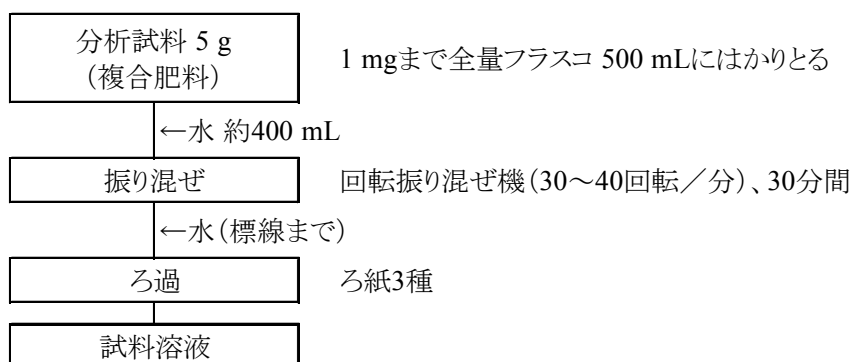 分析試料 5 g
(複合肥料)
1 mgまで全量フラスコ 500 mLにはかりとる
←水 約400 mL
振り混ぜ
回転振り混ぜ機(30～40回転／分)、30分間
←水(標線まで)
ろ過
ろ紙3種
試料溶液